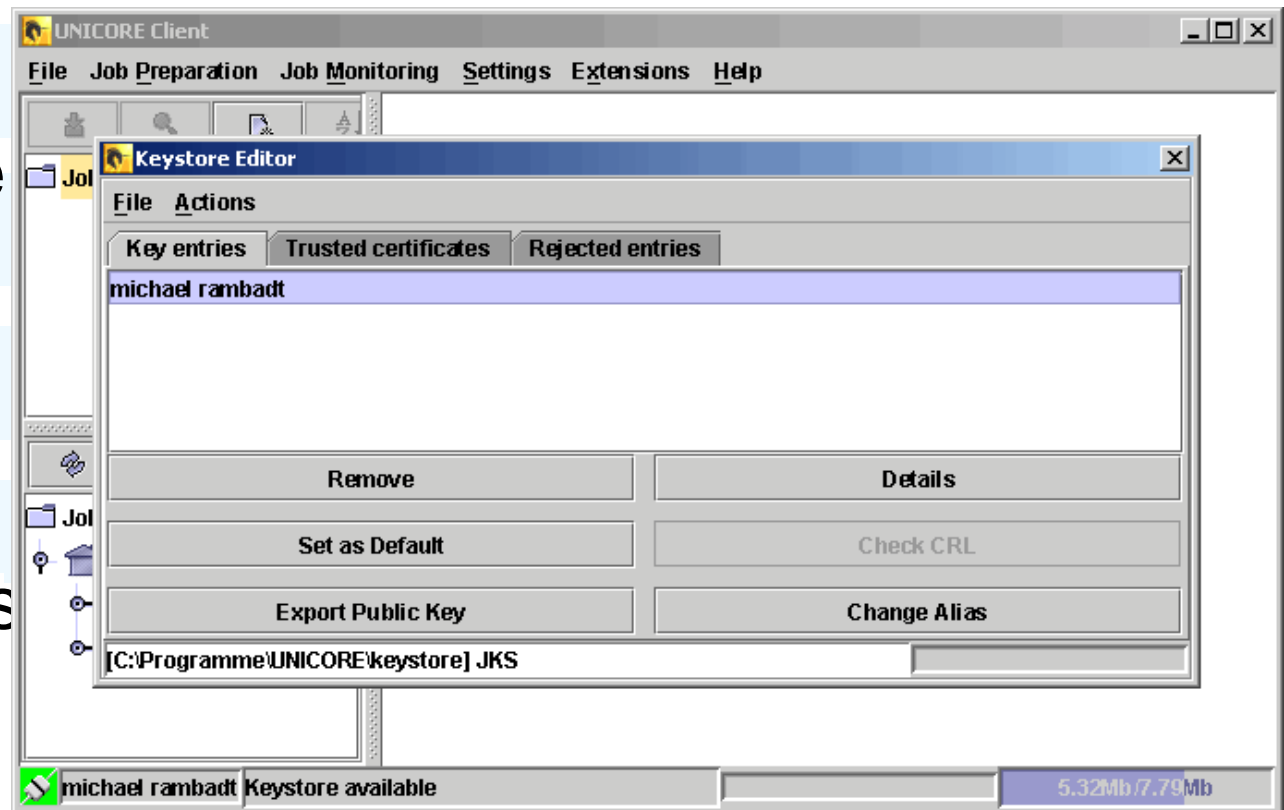 UNICORE Client
File Job Preparation Job Monitoring Settings Extensions Help
Keystore Editor
File Actions
Key entries Trusted certificates Rejected entries
michael rambadt
Remove Details
Set as Default Check CRL
Export Public Key Change Alias
[C:\Programme\UNICORE\keystore] JKS
michael rambadt Keystore available 5.32Mb/7.79Mb